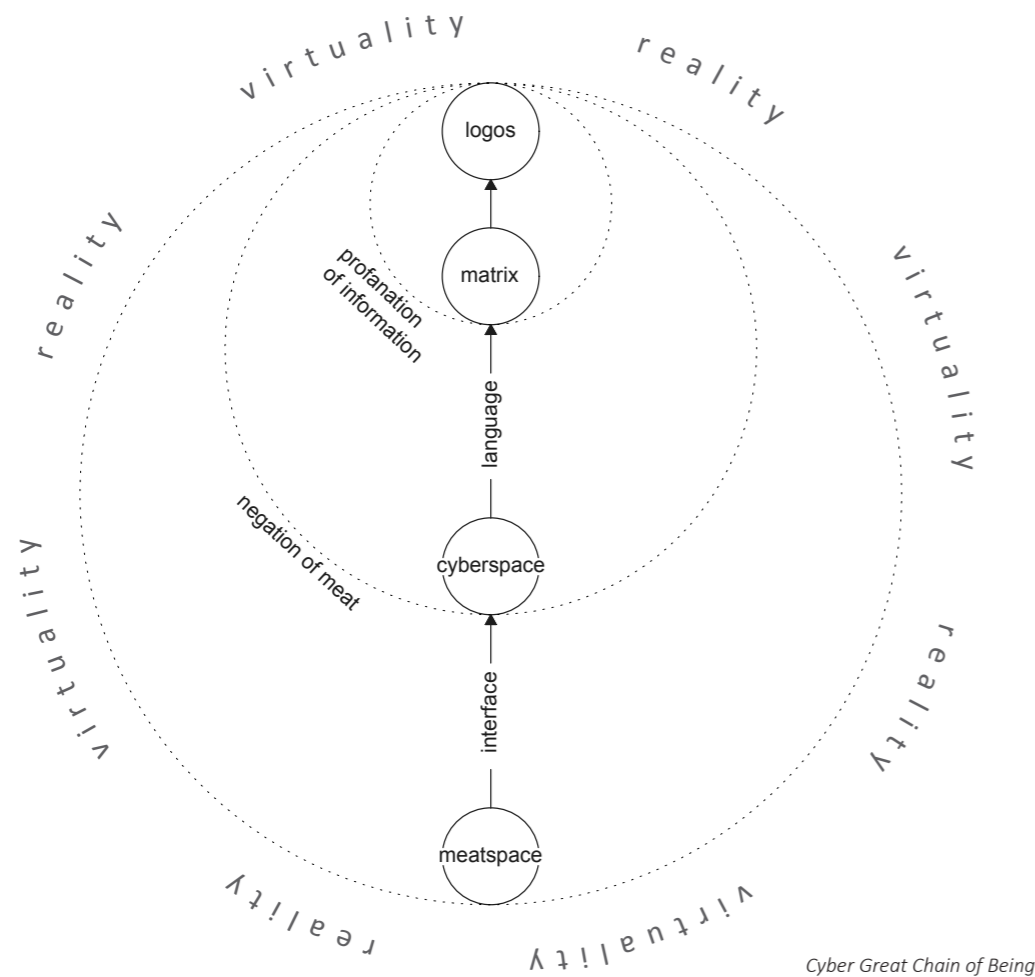 virtuality
reality
logos
reality
profanation
of information
matrix
virtuality
language
negation of meat
cyberspace
virtuality
reality
interface
meatspace
reality
virtuality
Cyber Great Chain of Being